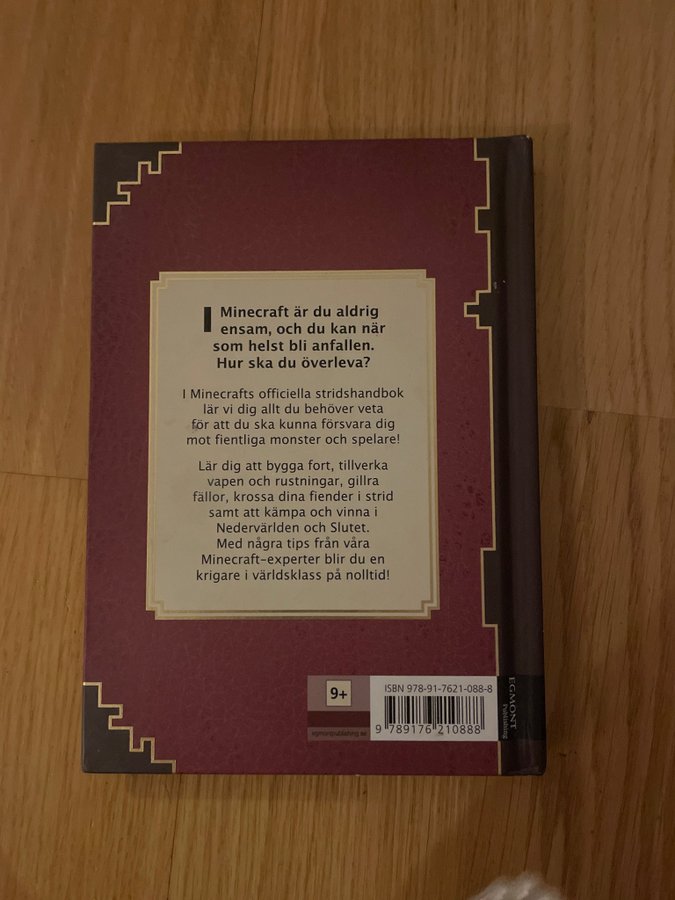 I Minecraft är du aldrig
ensam, och du kan när
som helst bli anfallen.
Hur ska du överleva?
I Minecrafts officiella stridshandbok
lär vi dig allt du behöver veta
för att du ska kunna försvara dig
mot fientliga monster och spelare!
Lär dig att bygga fort, tillverka
vapen och rustningar, gillra
fällor, krossa dina fiender i strid
samt att kämpa och vinna i
Nedervärlden och Slutet.
Med några tips från våra
Minecraft-experter blir du en
krigare i världsklass på nolltid!
9+
egmontpublishing.se
ISBN 978-91-7621-088-8
9 789176 210888
EGMONT
Publishing